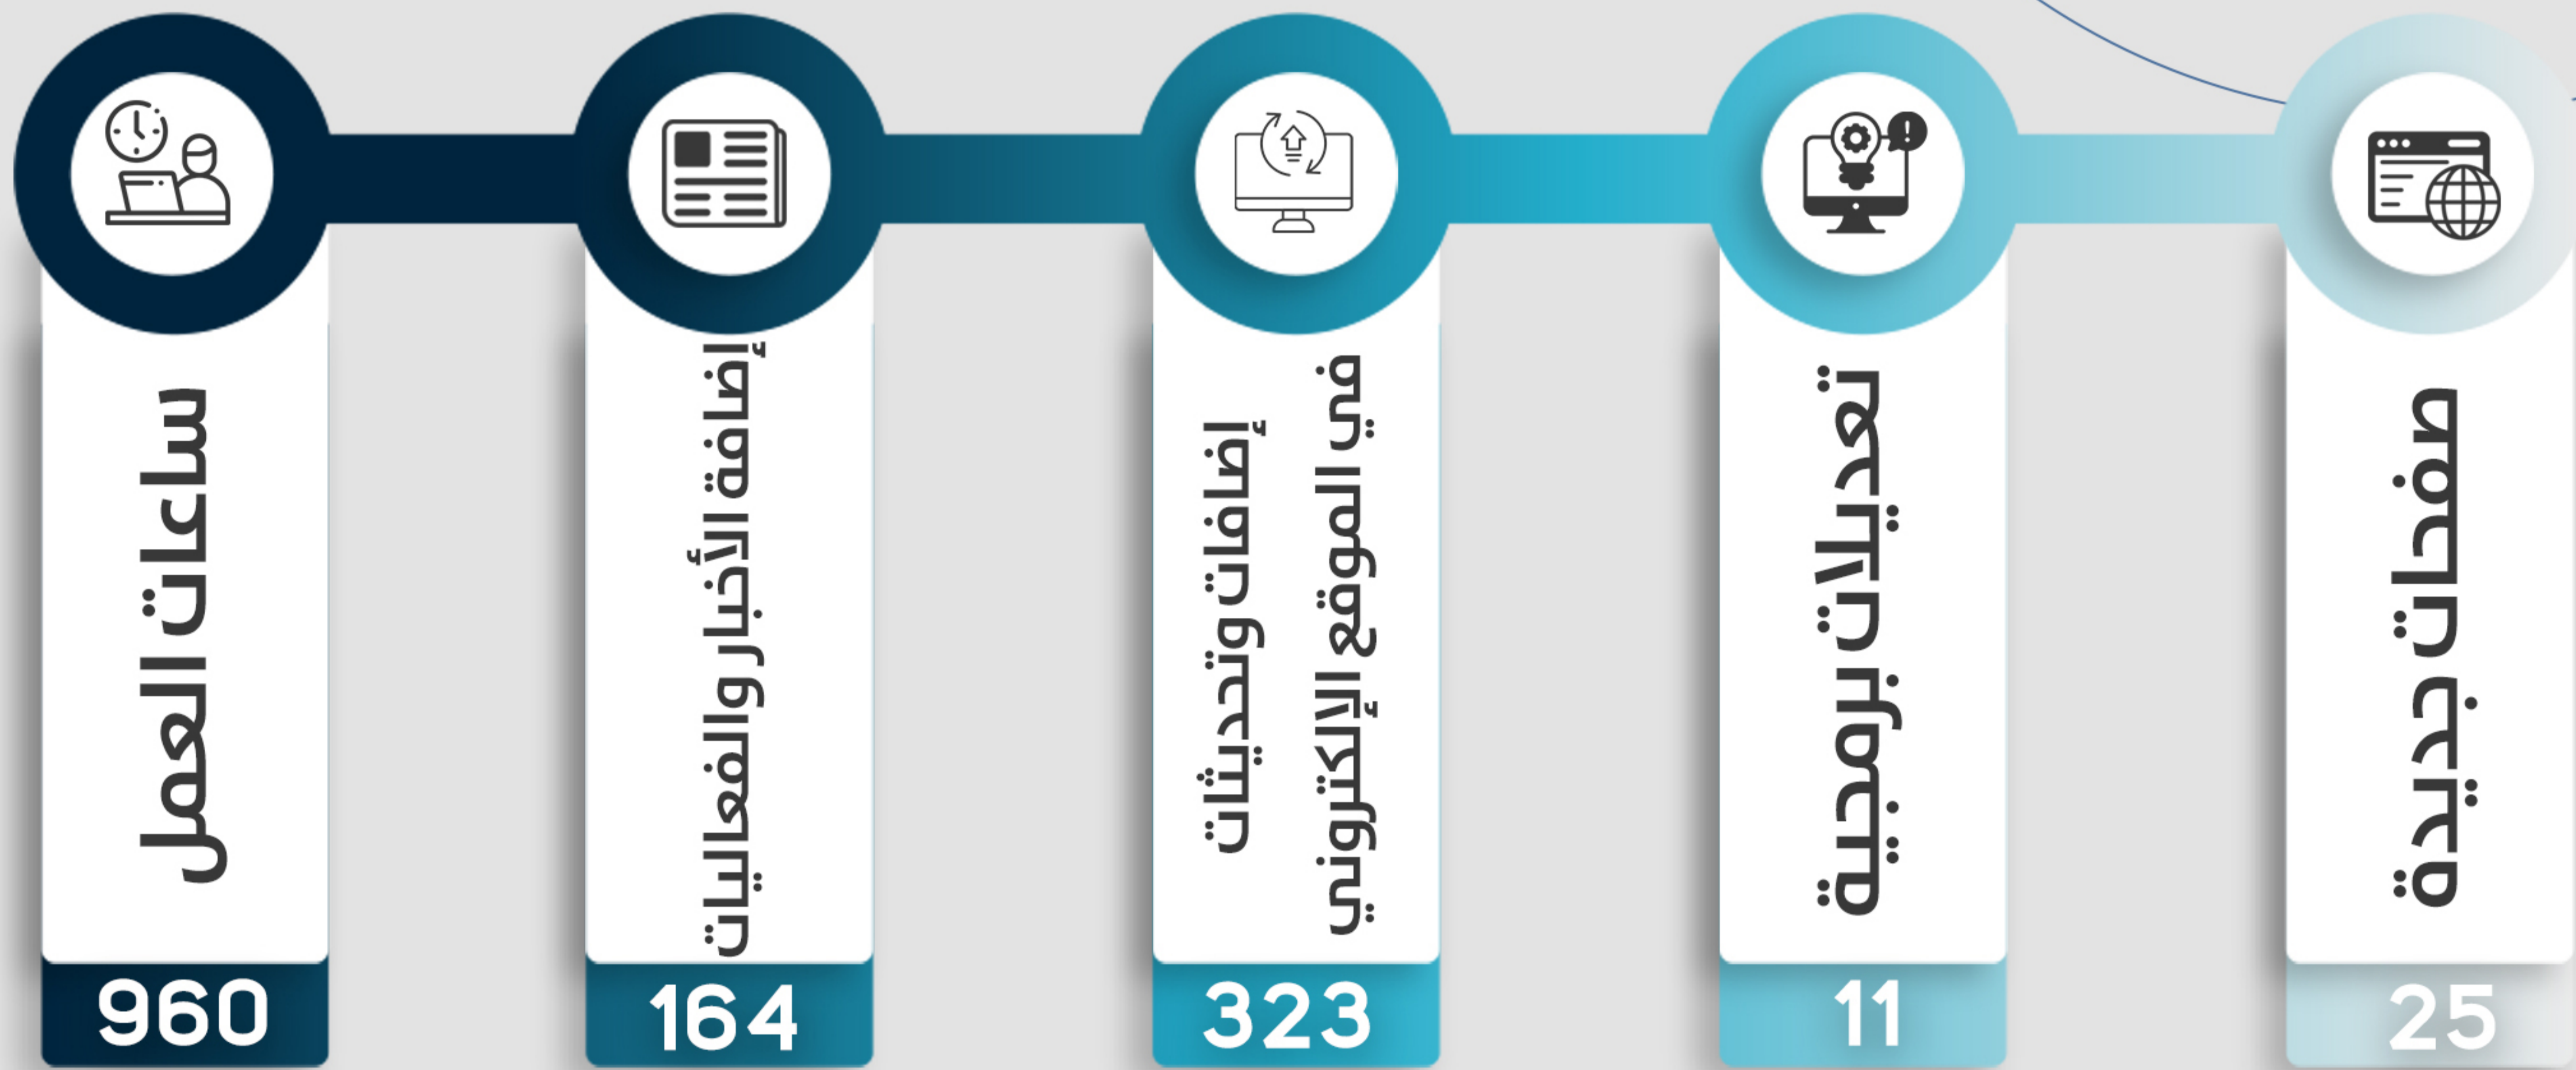 صفحات جديدة
25
تعديلات برمجية
11
إضافات وتحديثات
في الموقع الإلكتروني
323
إضافة الأخبار والفعاليات
164
ساعات العمل
960